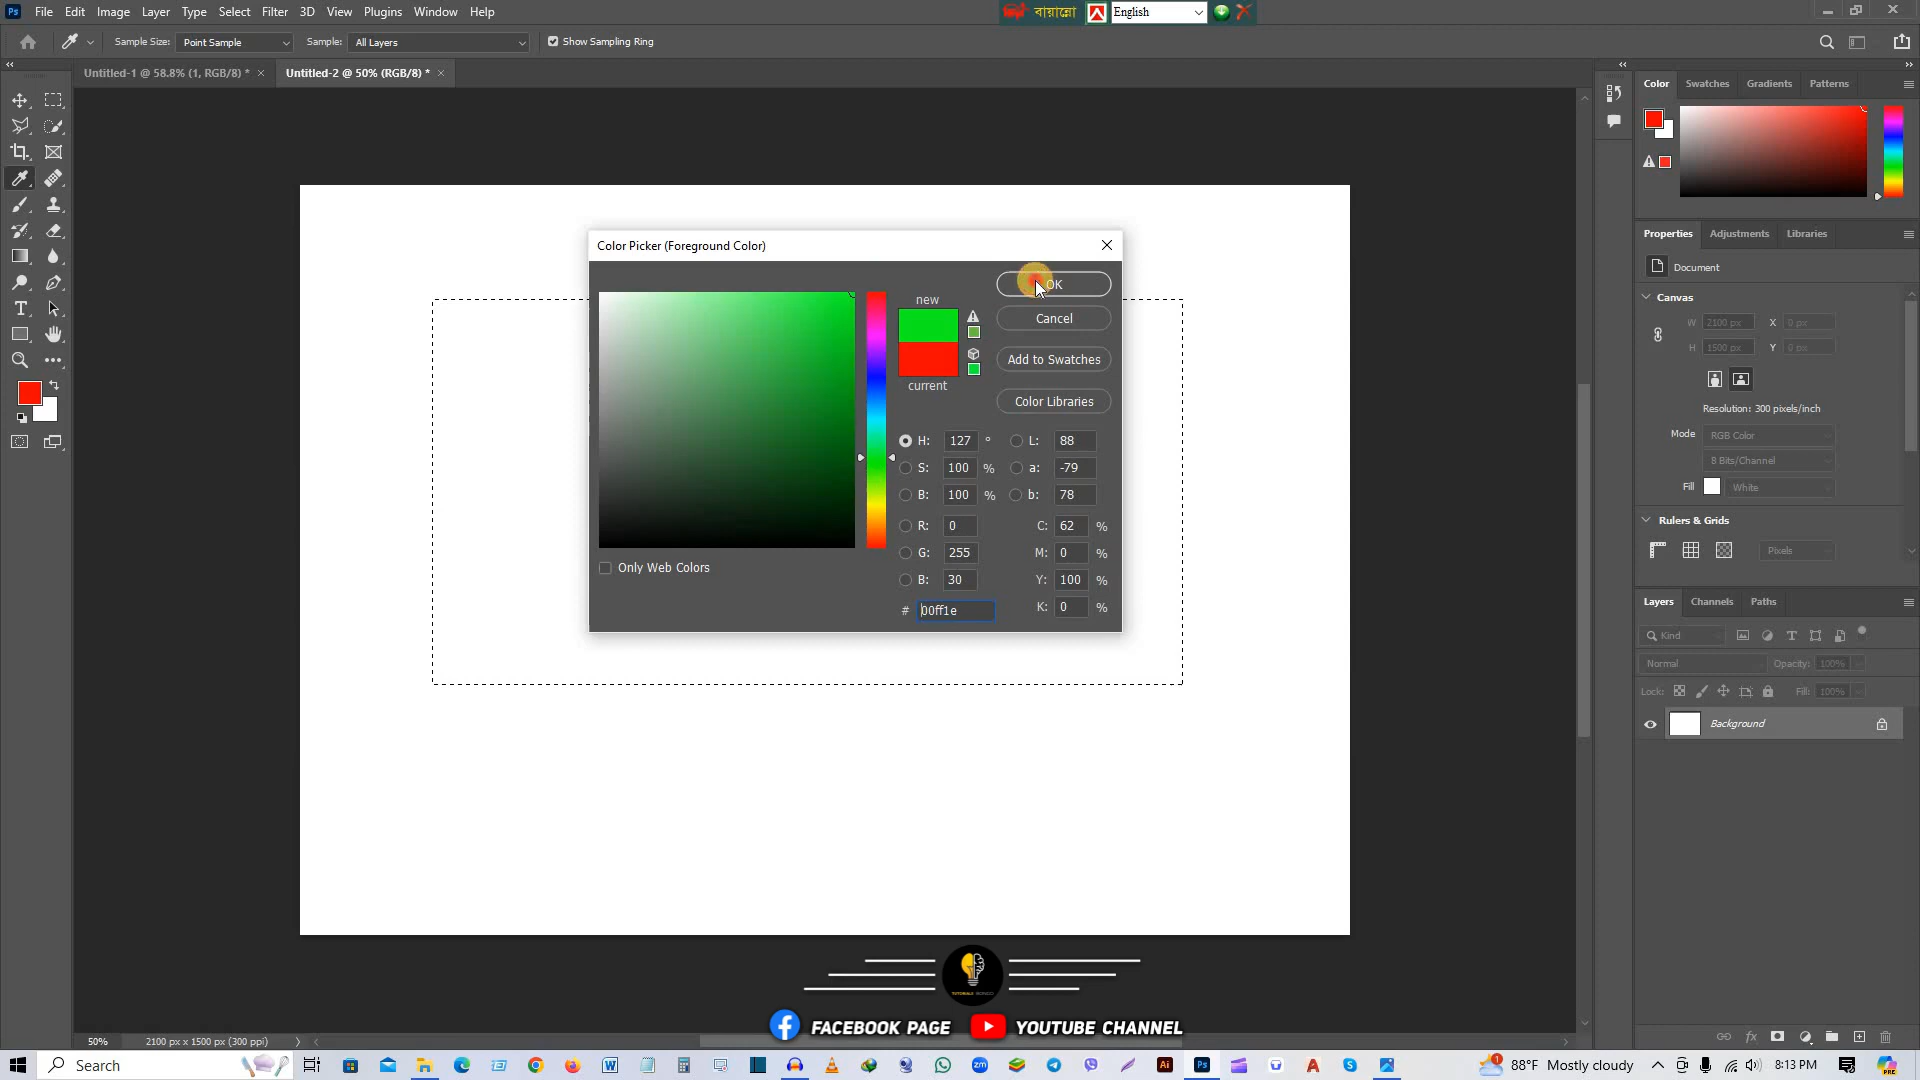 Ps File Edit Image Layer Type Select Filter 3D View Plugins Window Help
বায়ান্নো English
Sample Size: Point Sample Sample: All Layers Show Sampling Ring
Untitled-1 @ 58.8% (1, RGB/8) * × Untitled-2 @ 50% (RGB/8) * ×
Color Swatches Gradients Patterns
Color Picker (Foreground Color)
new
current
OK
Cancel
Add to Swatches
Color Libraries
H: 127 ° L: 88
S: 100 % a: -79
B: 100 % b: 78
R: 0 C: 62 %
G: 255 M: 0 %
B: 30 Y: 100 %
# 00ff1e K: 0 %
Only Web Colors
Properties Adjustments Libraries
Document
Canvas
W 2100 px X 0 px
H 1500 px Y 0 px
Resolution: 300 pixels/inch
Mode RGB Color
8 Bits/Channel
Fill White
Rulers & Grids
Pixels
Layers Channels Paths
Kind
Normal Opacity: 100%
Lock: Fill: 100%
Background
FACEBOOK PAGE YOUTUBE CHANNEL
50% 2100 px x 1500 px (300 ppi)
Search 88°F Mostly cloudy 8:13 PM